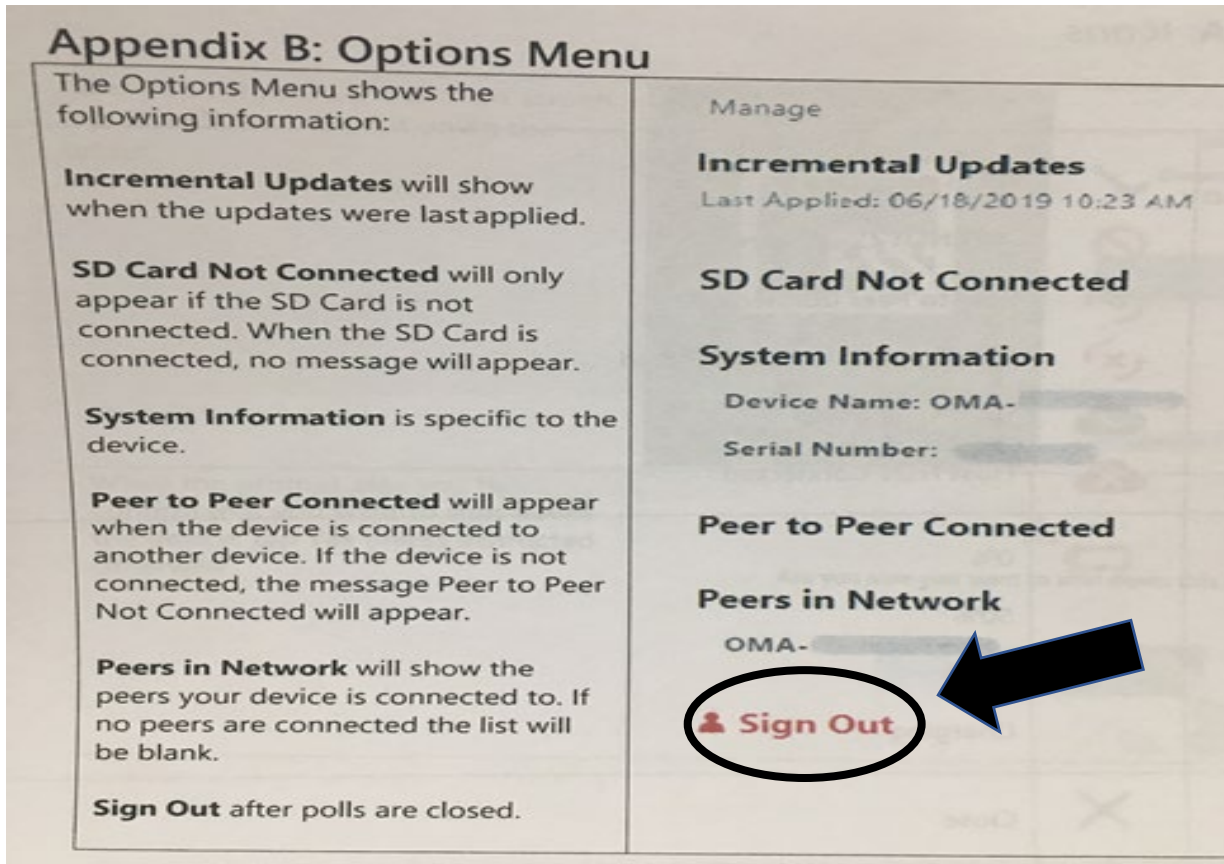 Appendix B: Options Menu
The Options Menu shows the
following information:
Incremental Updates will show
when the updates were last applied.
SD Card Not Connected will only
appear if the SD Card is not
connected. When the SD Card is
connected, no message will appear.
System Information is specific to the
device.
Peer to Peer Connected will appear
when the device is connected to
another device. If the device is not
connected, the message Peer to Peer
Not Connected will appear.
Peers in Network will show the
peers your device is connected to. If
no peers are connected the list will
be blank.
Sign Out after polls are closed.
Manage
Incremental Updates
Last Applied: 06/18/2019 10:23 AM
SD Card Not Connected
System Information
Device Name: OMA-
Serial Number:
Peer to Peer Connected
Peers in Network
OMA-
Sign Out